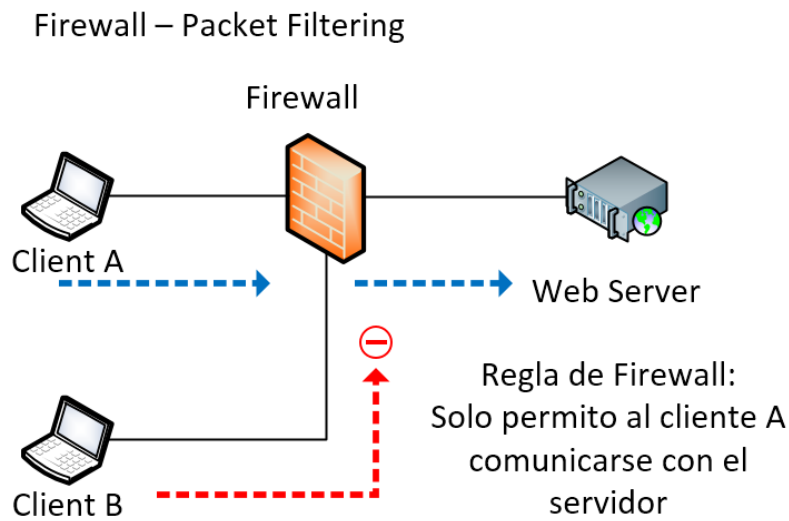 Firewall – Packet Filtering
Firewall
Client A
Web Server
Regla de Firewall:
Solo permito al cliente A
comunicarse con el
servidor
Client B